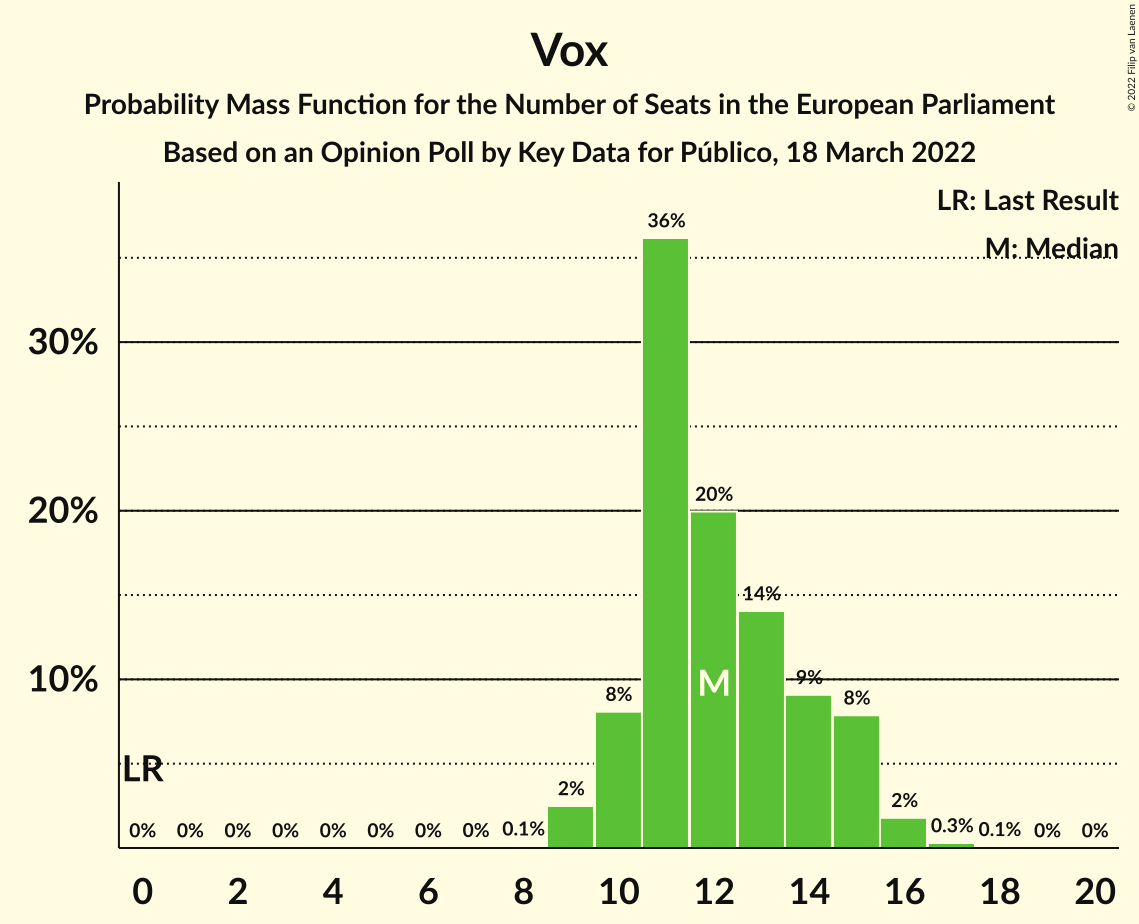 Vox
Probability Mass Function for the Number of Seats in the European Parliament
Based on an Opinion Poll by Key Data for Público, 18 March 2022
© 2022 Filip van Laenen
LR: Last Result
M: Median
30%
20%
10%
LR
M
0% 0% 0% 0% 0% 0% 0% 0% 0.1% 2% 8% 36% 20% 14% 9% 8% 2% 0.3% 0.1% 0% 0%
0 2 4 6 8 10 12 14 16 18 20